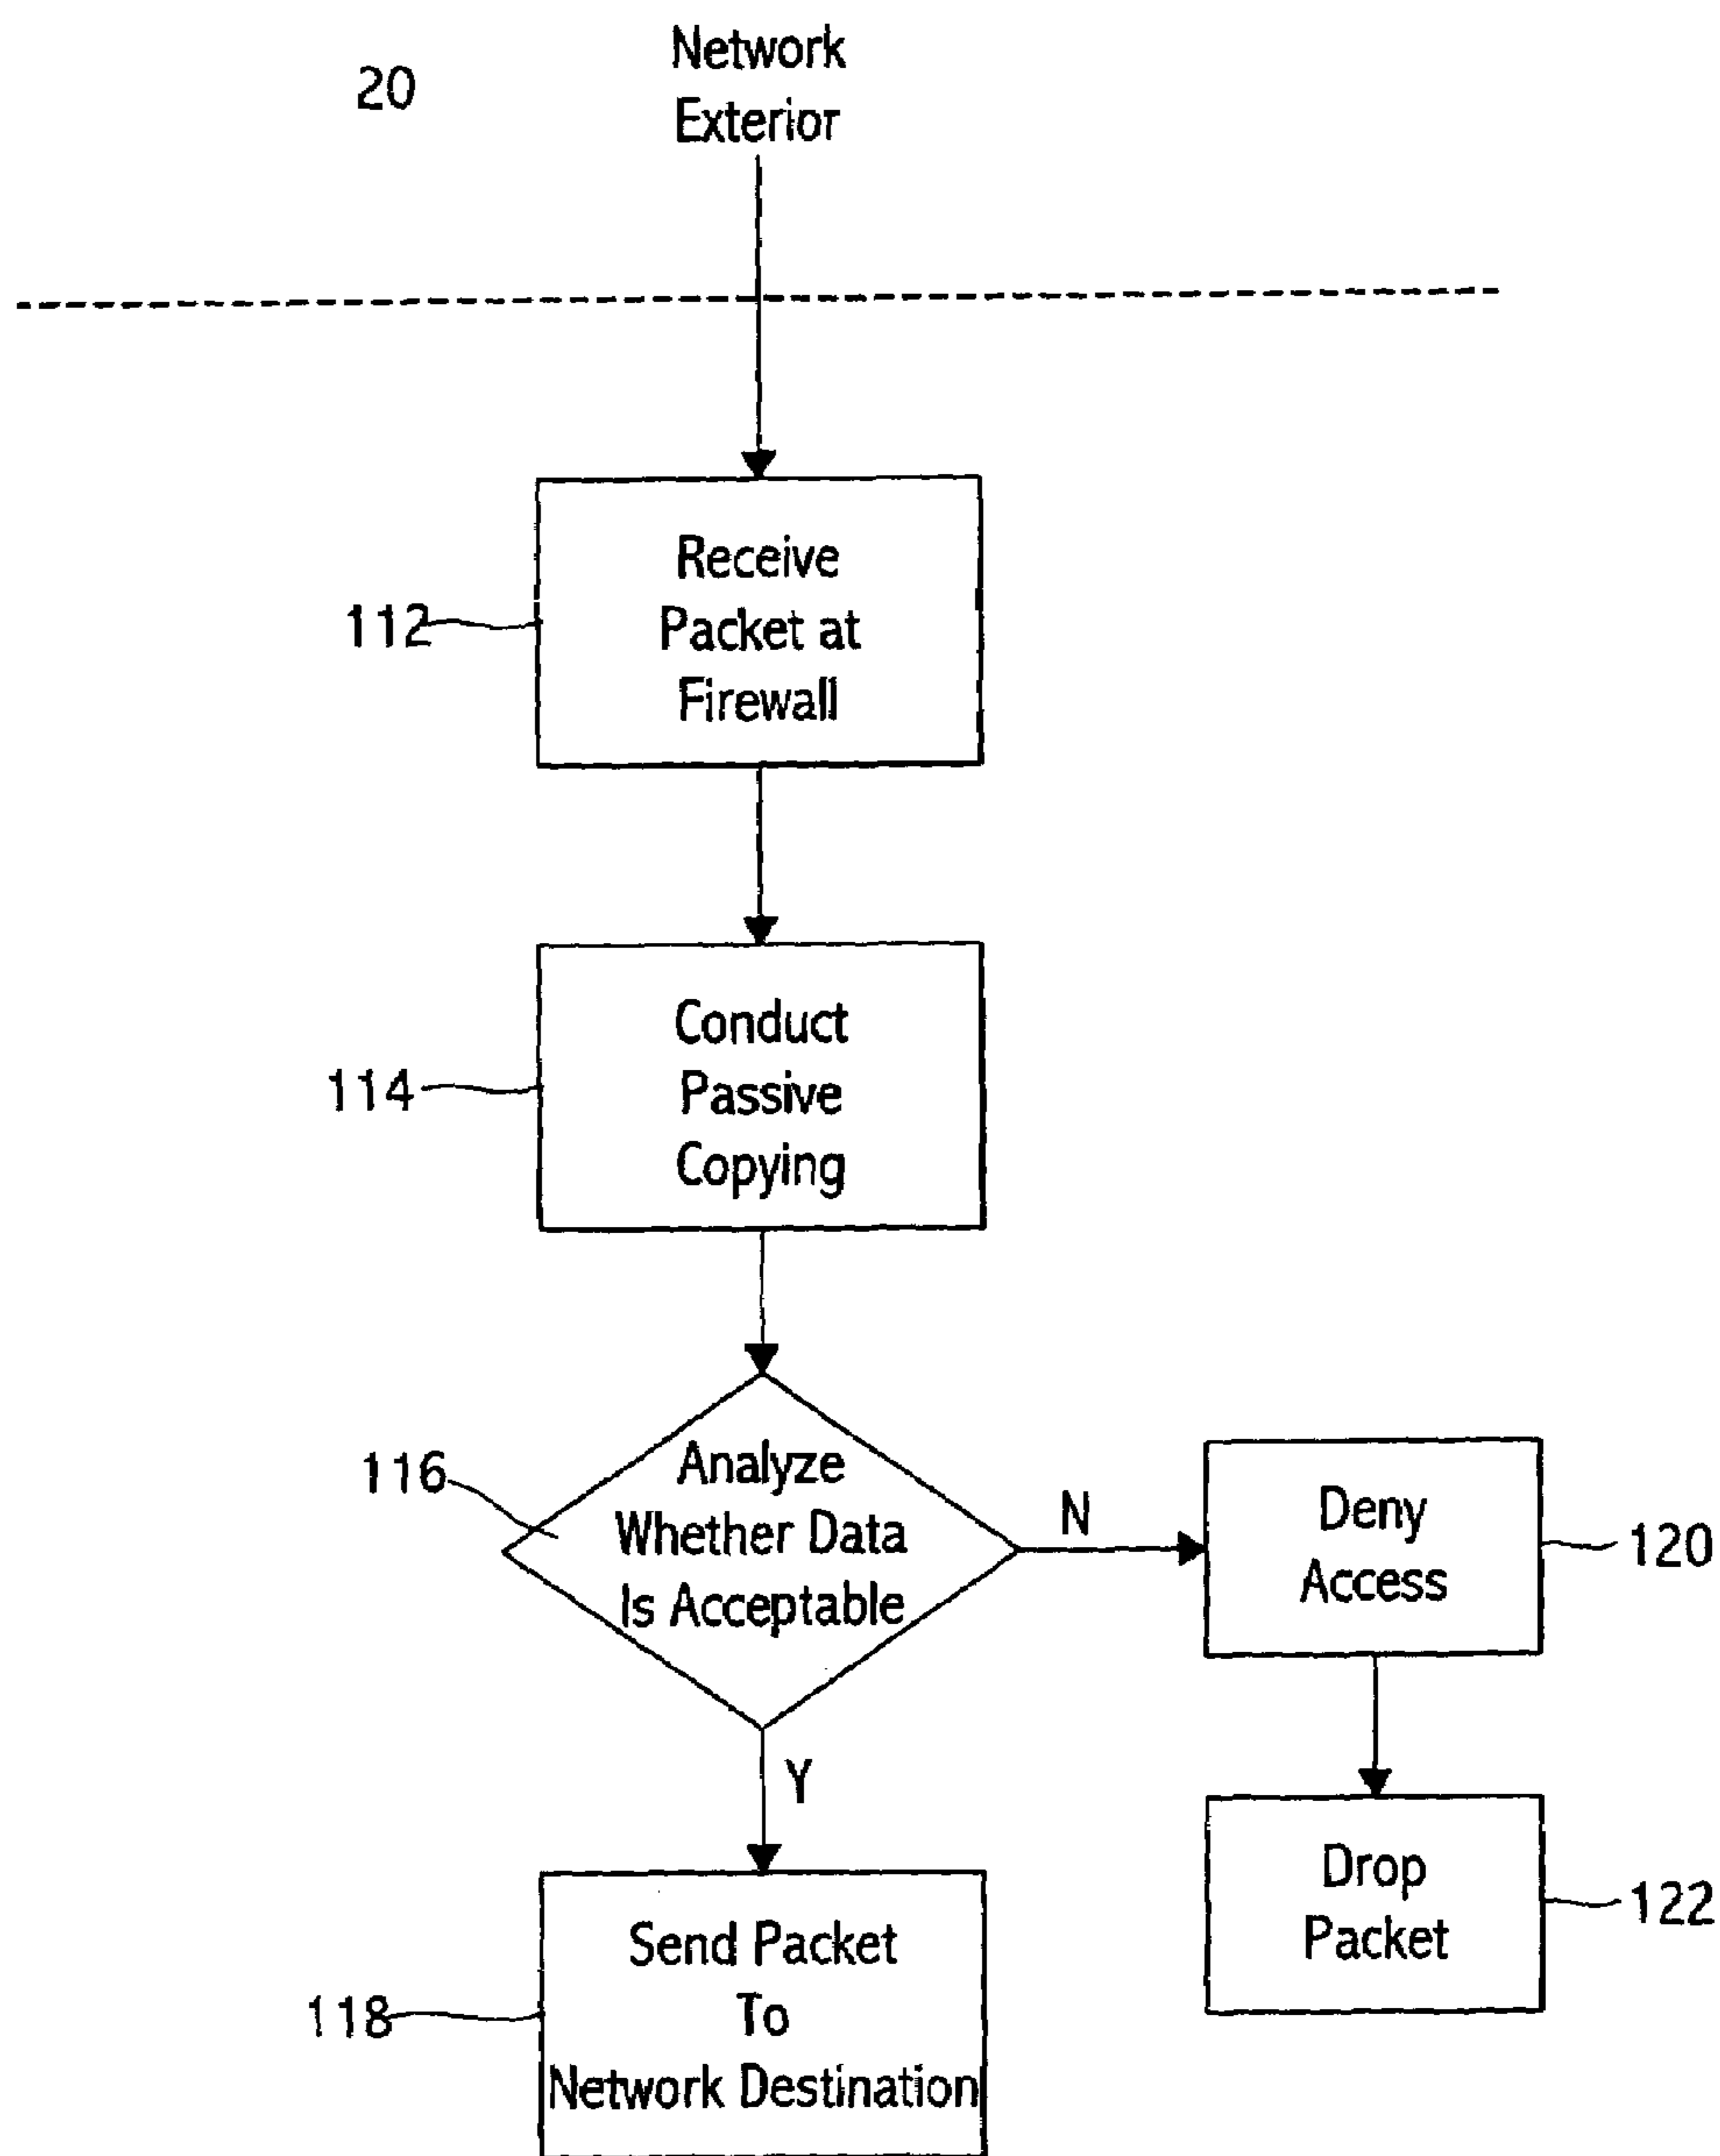 20
Network
Exterior
112
Receive
Packet at
Firewall
114
Conduct
Passive
Copying
116
Analyze
Whether Data
Is Acceptable
N
Deny
Access
120
Y
Drop
Packet
122
118
Send Packet
To
Network Destination